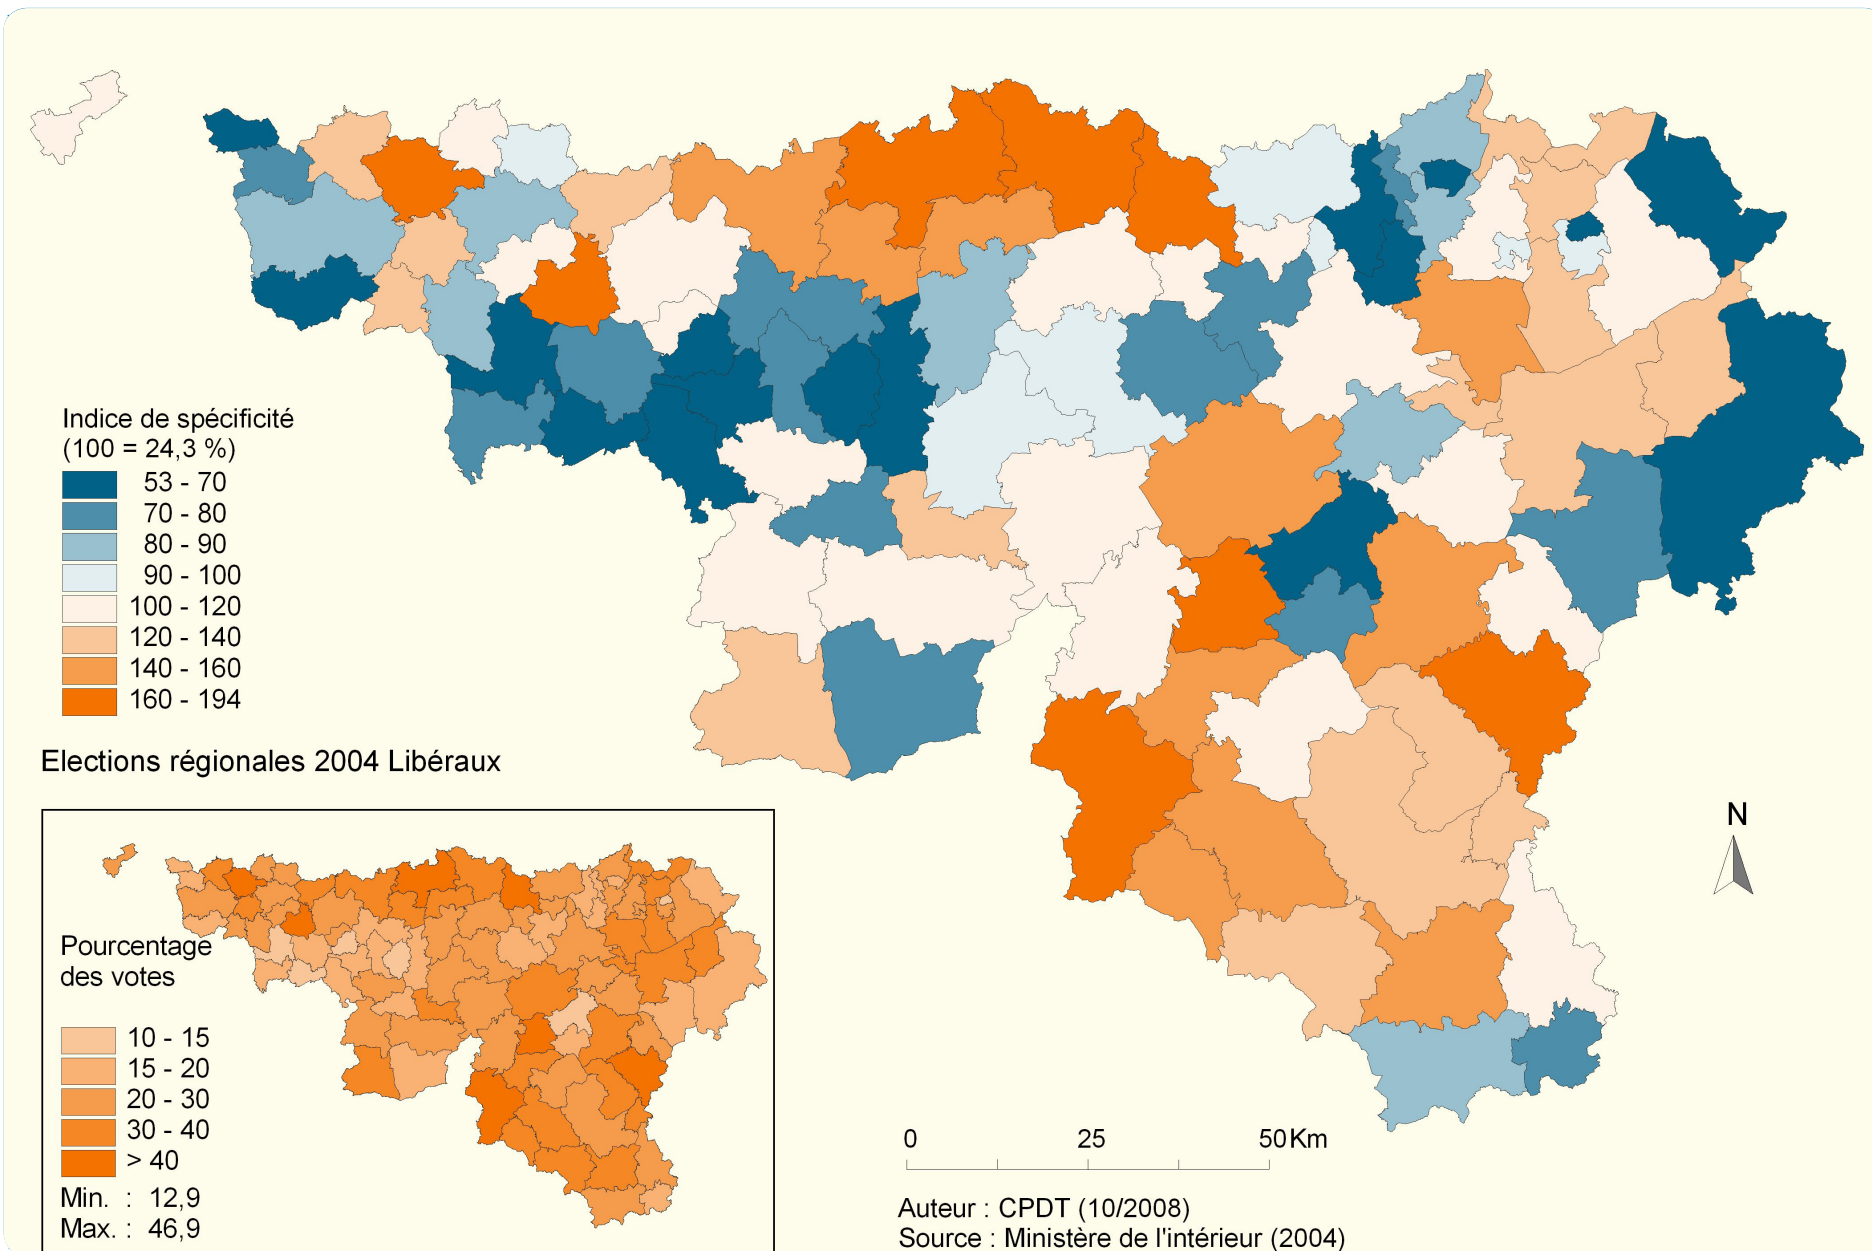 Indice de spécificité
(100 = 24,3 %)
53 - 70
70 - 80
80 - 90
90 - 100
100 - 120
120 - 140
140 - 160
160 - 194
Elections régionales 2004 Libéraux
Pourcentage
des votes
10 - 15
15 - 20
20 - 30
30 - 40
> 40
Min. : 12,9
Max. : 46,9
N
0 25 50Km
Auteur : CPDT (10/2008)
Source : Ministère de l'intérieur (2004)